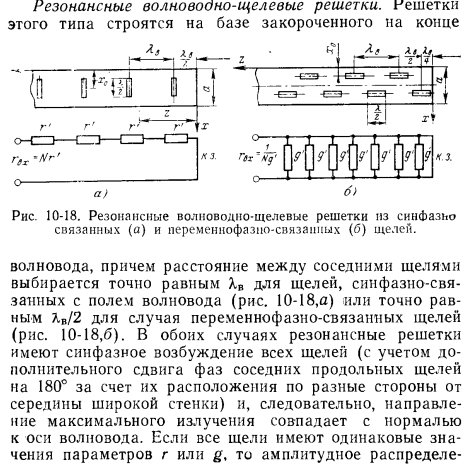 Резонансные волноводно-щелевые решетки. Решетки
этого типа строятся на базе закороченного на конце
λв
λв/2
x₀
λ/2
a
z
x
r'
r'
r'
r'
rвх = Nr'
к.з.
а)
x₀
λв
λв/2
λв/4
z
a
x
λ/2
rвх = 1/Ng'
g'
g'
g'
g'
g'
g'
g'
к.з.
б)
Рис. 10-18. Резонансные волноводно-щелевые решетки из синфазно
связанных (а) и переменнофазно-связанных (б) щелей.
волновода, причем расстояние между соседними щелями
выбирается точно равным λв для щелей, синфазно-свя-
занных с полем волновода (рис. 10-18,а) или точно рав-
ным λв/2 для случая переменнофазно-связанных щелей
(рис. 10-18,б). В обоих случаях резонансные решетки
имеют синфазное возбуждение всех щелей (с учетом до-
полнительного сдвига фаз соседних продольных щелей
на 180° за счет их расположения по разные стороны от
середины широкой стенки) и, следовательно, направле-
ние максимального излучения совпадает с нормалью
к оси волновода. Если все щели имеют одинаковые зна-
чения параметров r или g, то амплитудное распределе-